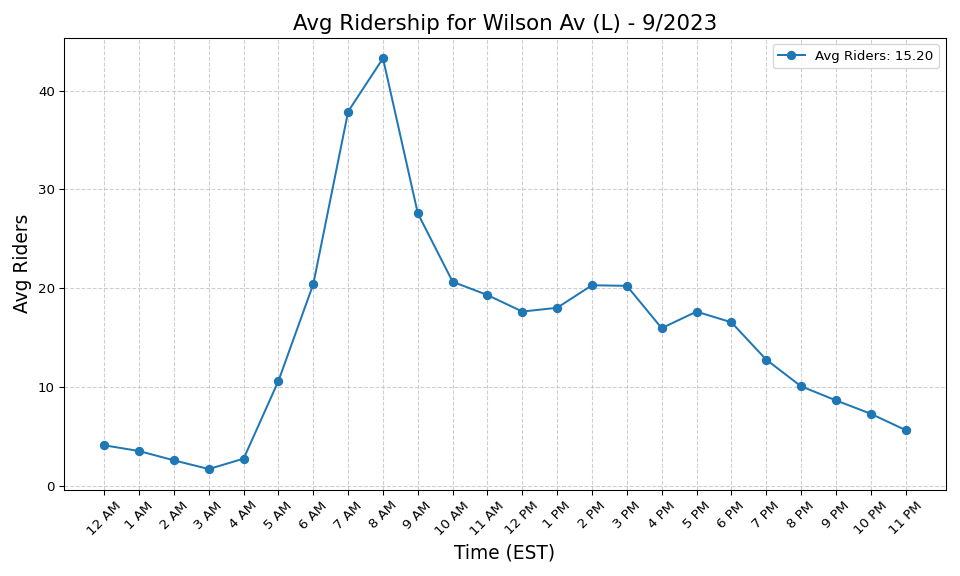 Avg Ridership for Wilson Av (L) - 9/2023
Avg Riders: 15.20
Avg Riders
40
30
20
10
0
12 AM
1 AM
2 AM
3 AM
4 AM
5 AM
6 AM
7 AM
8 AM
9 AM
10 AM
11 AM
12 PM
1 PM
2 PM
3 PM
4 PM
5 PM
6 PM
7 PM
8 PM
9 PM
10 PM
11 PM
Time (EST)